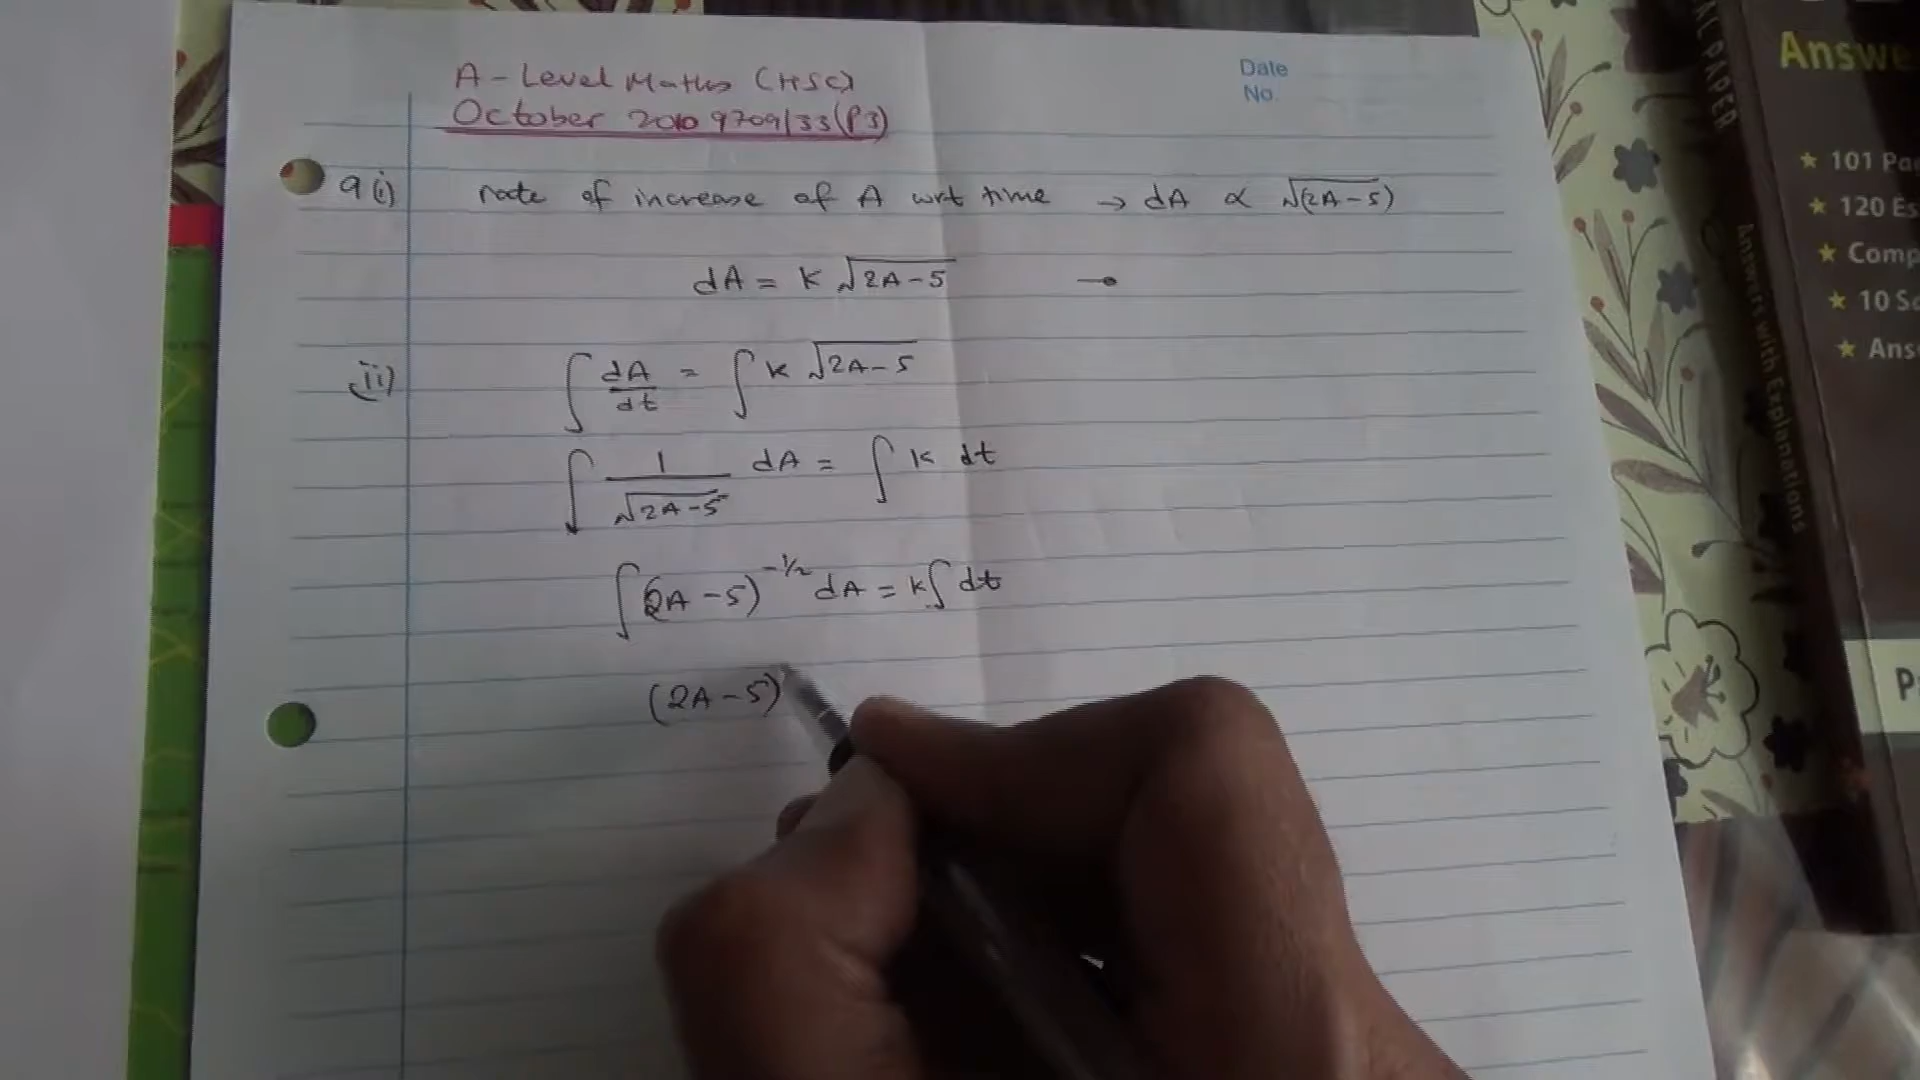 A-Level Maths (HSC)
October 2010 9709/33 (P3)
Date
No.
9(i) rate of increase of A wrt time → dA ∝ √(2A-5)
dA = K √2A-5
(ii) ∫ dA/dt = ∫ K √2A-5
∫ 1/√2A-5 dA = ∫ K dt
∫ (2A-5)^-1/2 dA = K∫ dt
(2A-5)
PAPER
Answers with Explanations
Answe
★ 101 Pa
★ 120 Es
★ Comp
★ 10 S
★ Ans
P